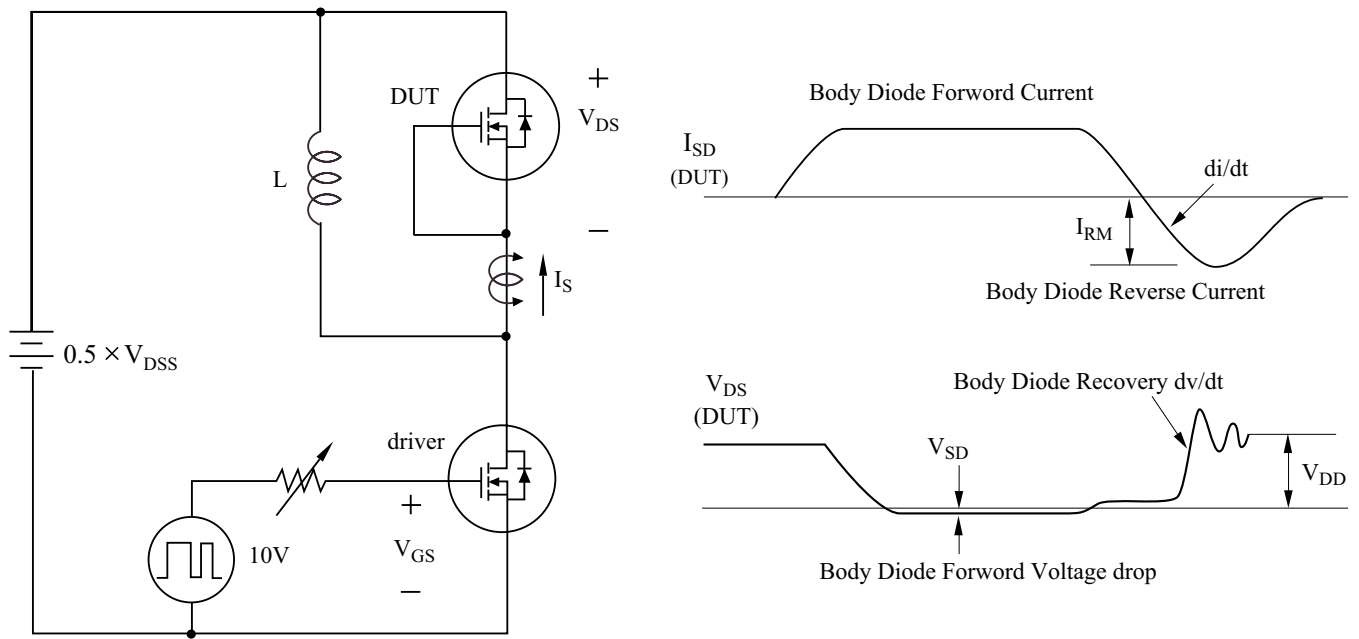 DUT
+
V_DS
−
L
I_S
0.5 × V_DSS
driver
+
V_GS
−
10V
Body Diode Forword Current
I_SD
(DUT)
di/dt
I_RM
Body Diode Reverse Current
V_DS
(DUT)
Body Diode Recovery dv/dt
V_SD
V_DD
Body Diode Forword Voltage drop